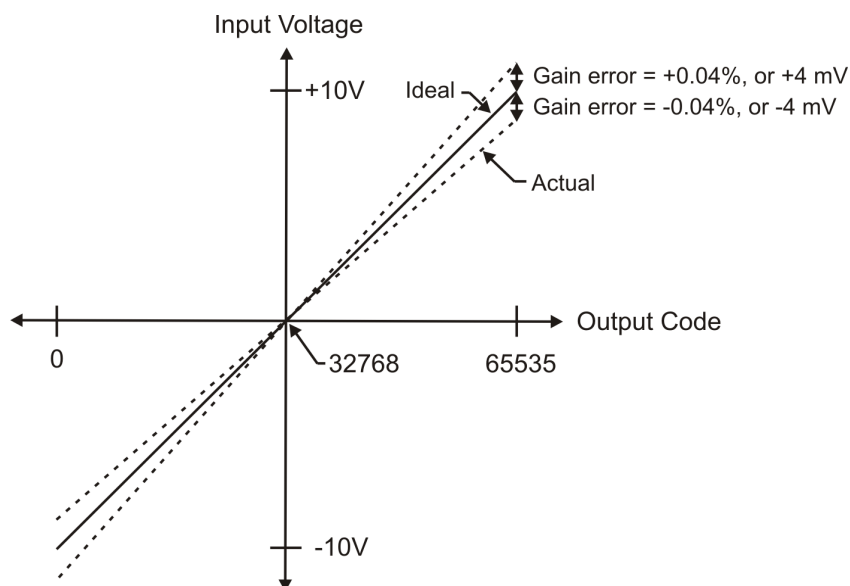 Input Voltage
+10V
Ideal
Gain error = +0.04%, or +4 mV
Gain error = -0.04%, or -4 mV
Actual
Output Code
0
32768
65535
-10V